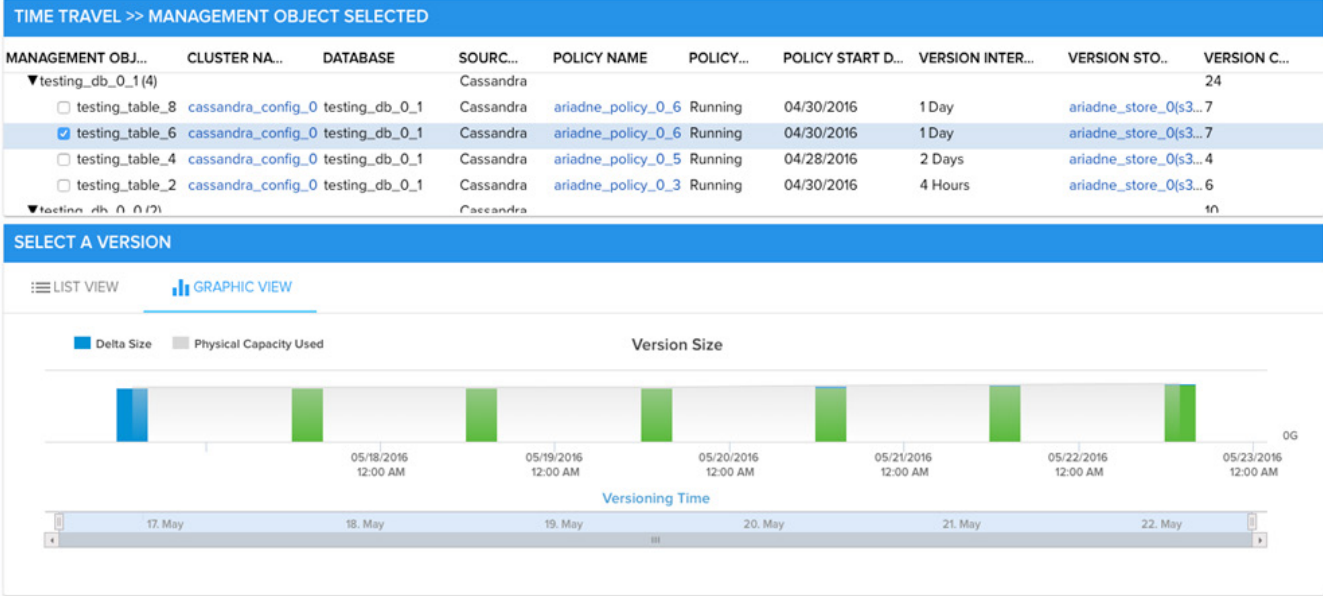 TIME TRAVEL >> MANAGEMENT OBJECT SELECTED
MANAGEMENT OBJ... CLUSTER NA... DATABASE SOURC... POLICY NAME POLICY... POLICY START D... VERSION INTER... VERSION STO... VERSION C...
▼testing_db_0_1 (4) Cassandra 24
testing_table_8 cassandra_config_0 testing_db_0_1 Cassandra ariadne_policy_0_6 Running 04/30/2016 1 Day ariadne_store_0(s3... 7
testing_table_6 cassandra_config_0 testing_db_0_1 Cassandra ariadne_policy_0_6 Running 04/30/2016 1 Day ariadne_store_0(s3... 7
testing_table_4 cassandra_config_0 testing_db_0_1 Cassandra ariadne_policy_0_5 Running 04/28/2016 2 Days ariadne_store_0(s3... 4
testing_table_2 cassandra_config_0 testing_db_0_1 Cassandra ariadne_policy_0_3 Running 04/30/2016 4 Hours ariadne_store_0(s3... 6
▼testing_db_0_0 (2) Cassandra 10
SELECT A VERSION
LIST VIEW GRAPHIC VIEW
Delta Size Physical Capacity Used Version Size
0G
05/18/2016 05/19/2016 05/20/2016 05/21/2016 05/22/2016 05/23/2016
12:00 AM 12:00 AM 12:00 AM 12:00 AM 12:00 AM 12:00 AM
Versioning Time
17. May 18. May 19. May 20. May 21. May 22. May